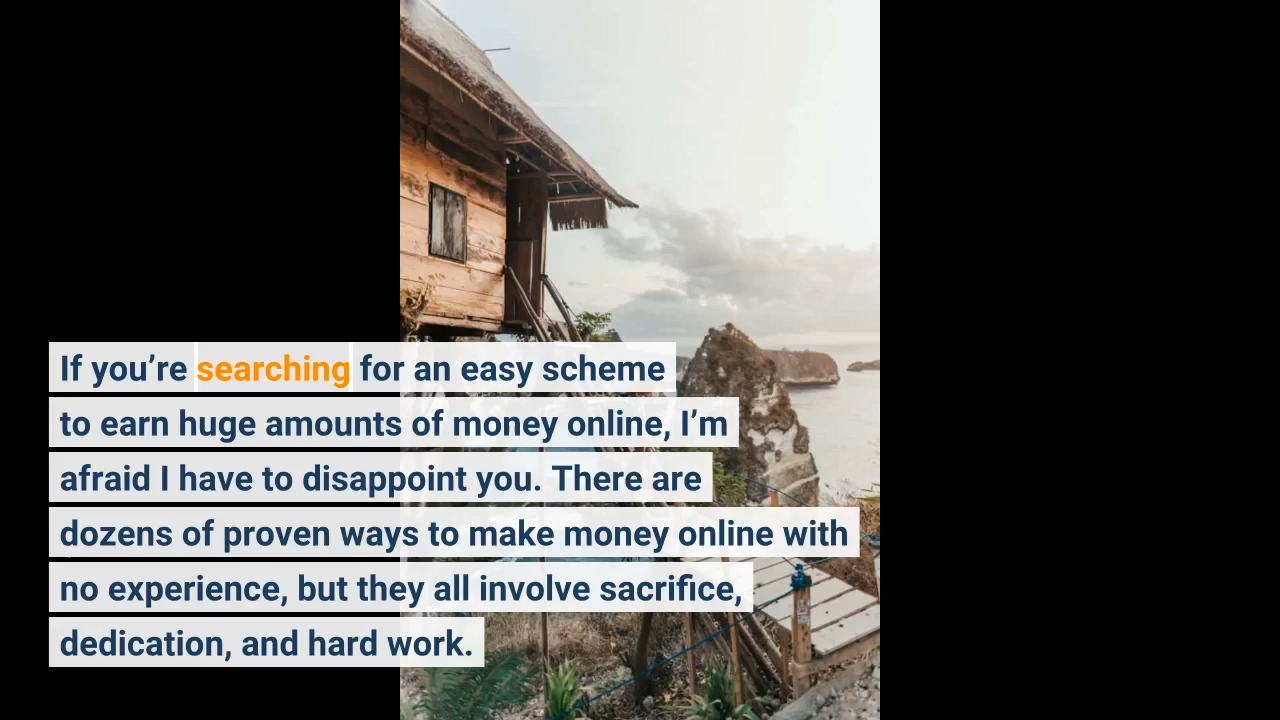 If you’re searching for an easy scheme
to earn huge amounts of money online, I’m
afraid I have to disappoint you. There are
dozens of proven ways to make money online with
no experience, but they all involve sacrifice,
dedication, and hard work.